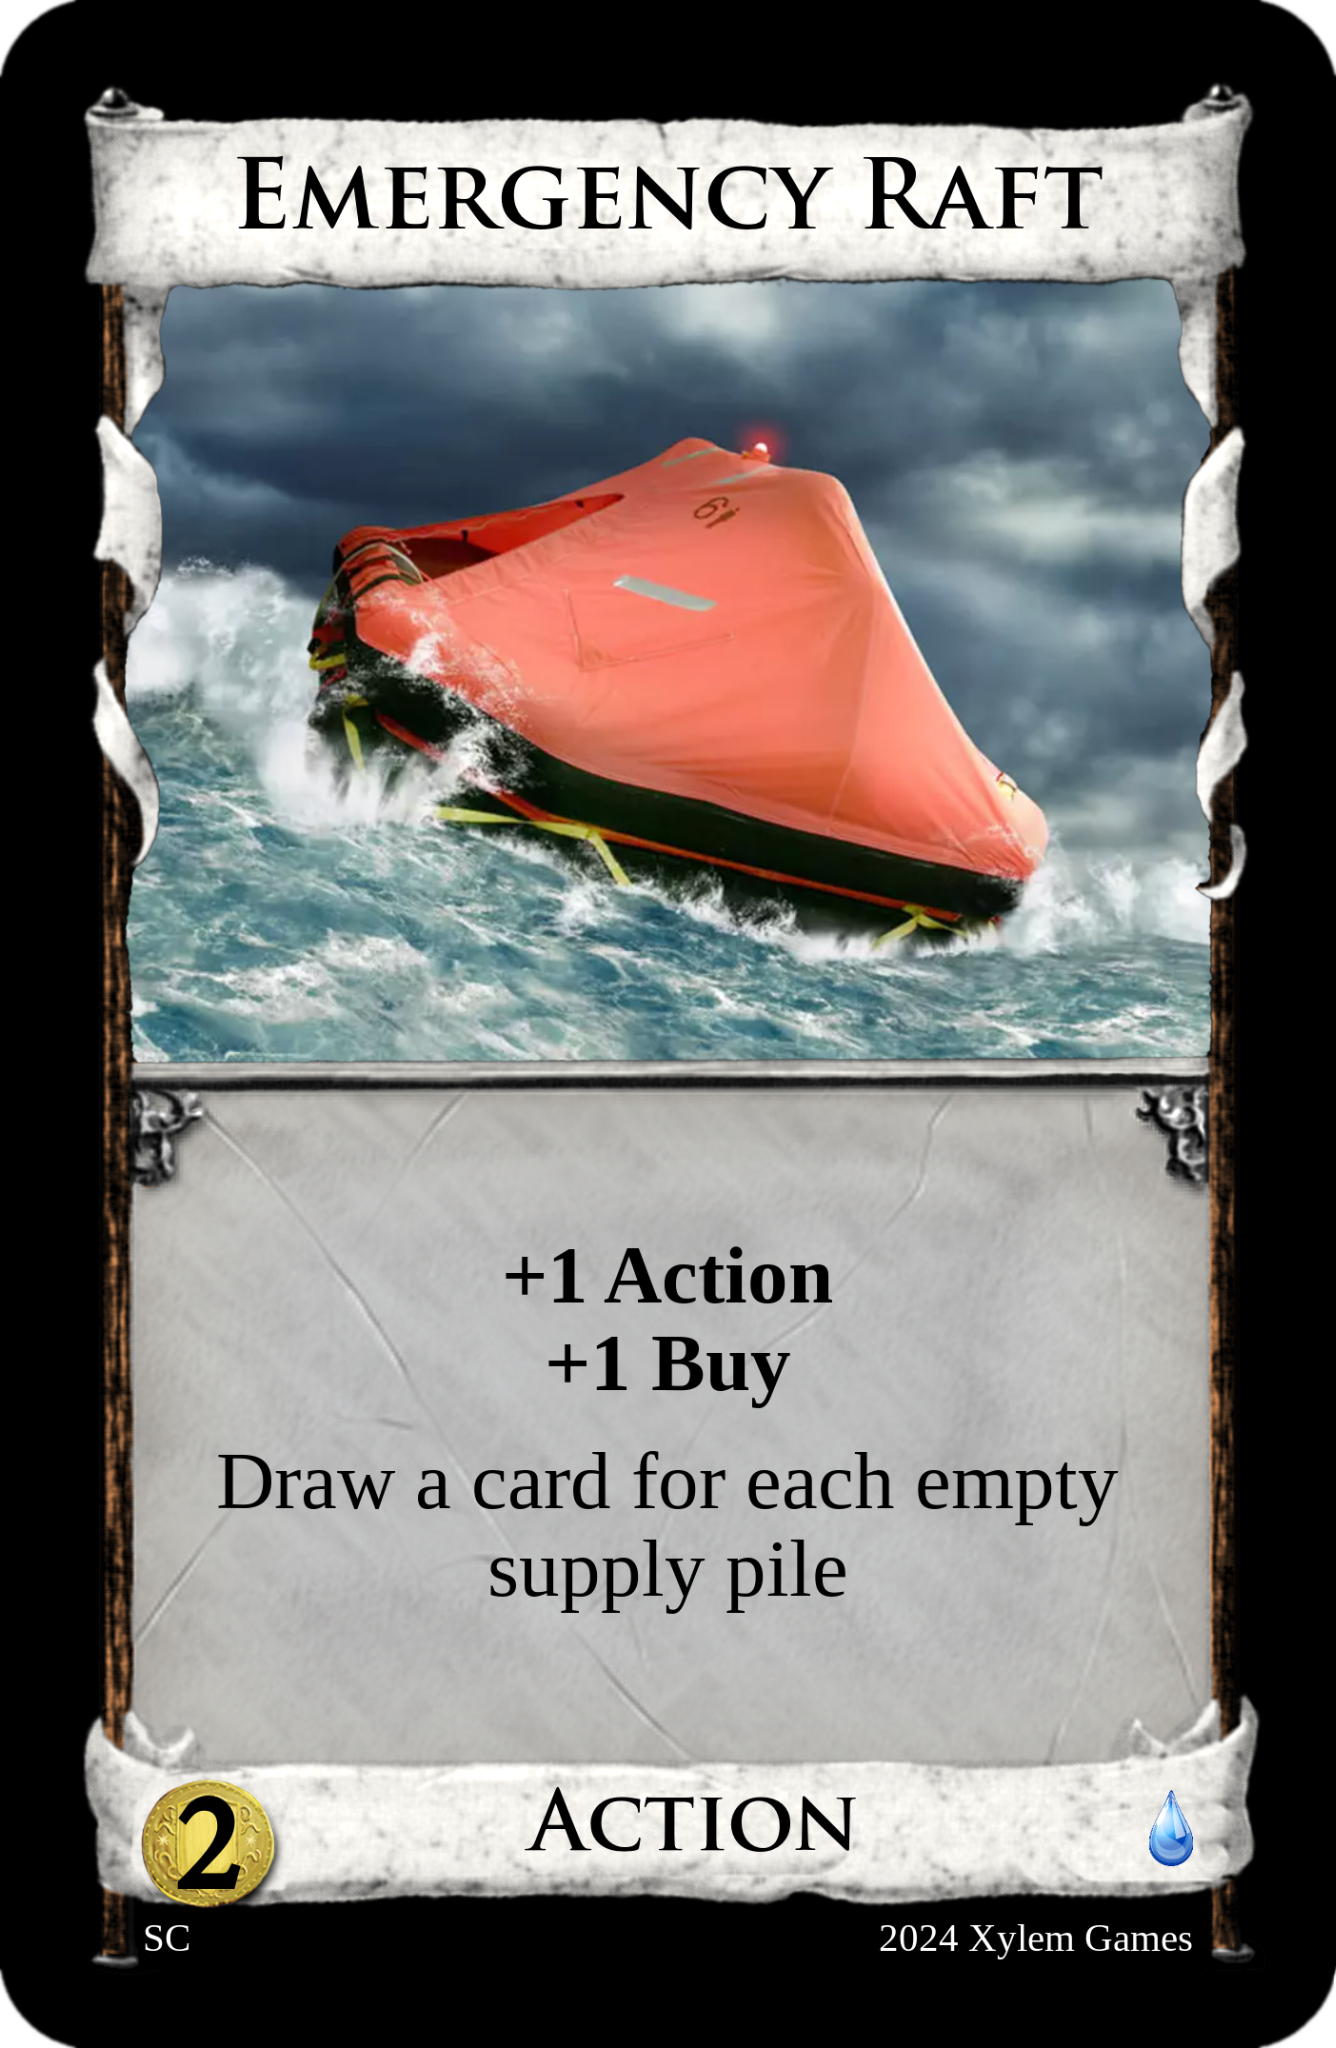 Emergency Raft
61
+1 Action
+1 Buy
Draw a card for each empty
supply pile
2
Action
SC
2024 Xylem Games